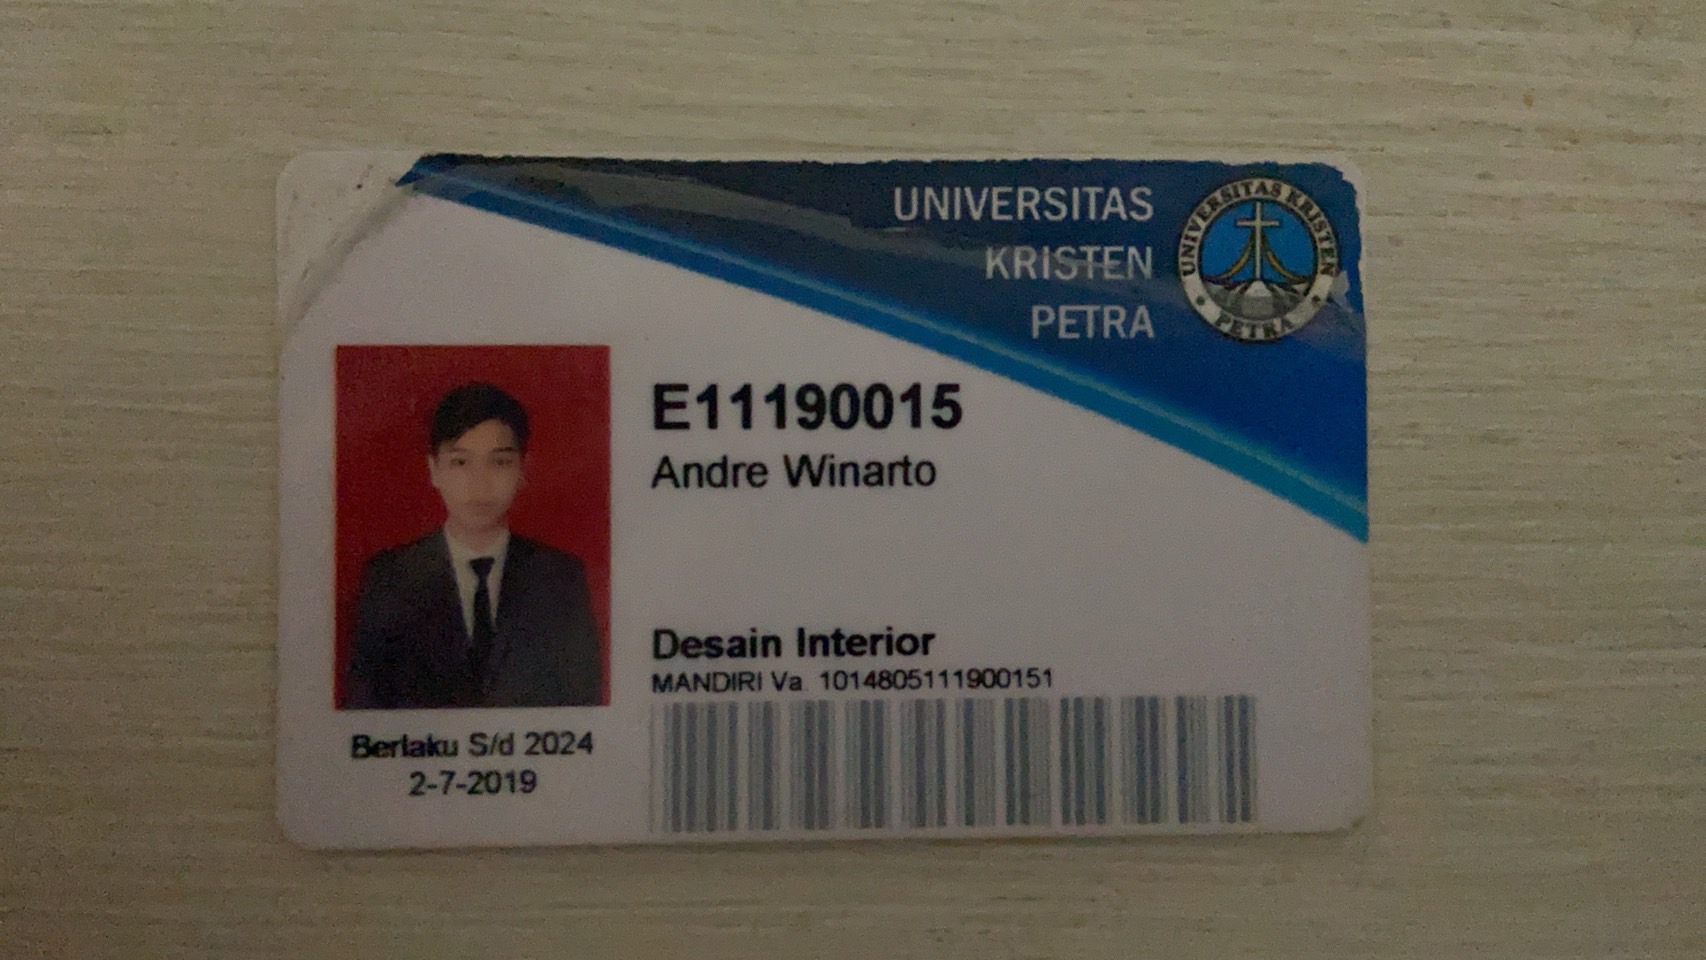 UNIVERSITAS
KRISTEN
PETRA
UNIVERSITAS KRISTEN
PETRA
E11190015
Andre Winarto
Desain Interior
MANDIRI Va. 1014805111900151
Berlaku S/d 2024
2-7-2019